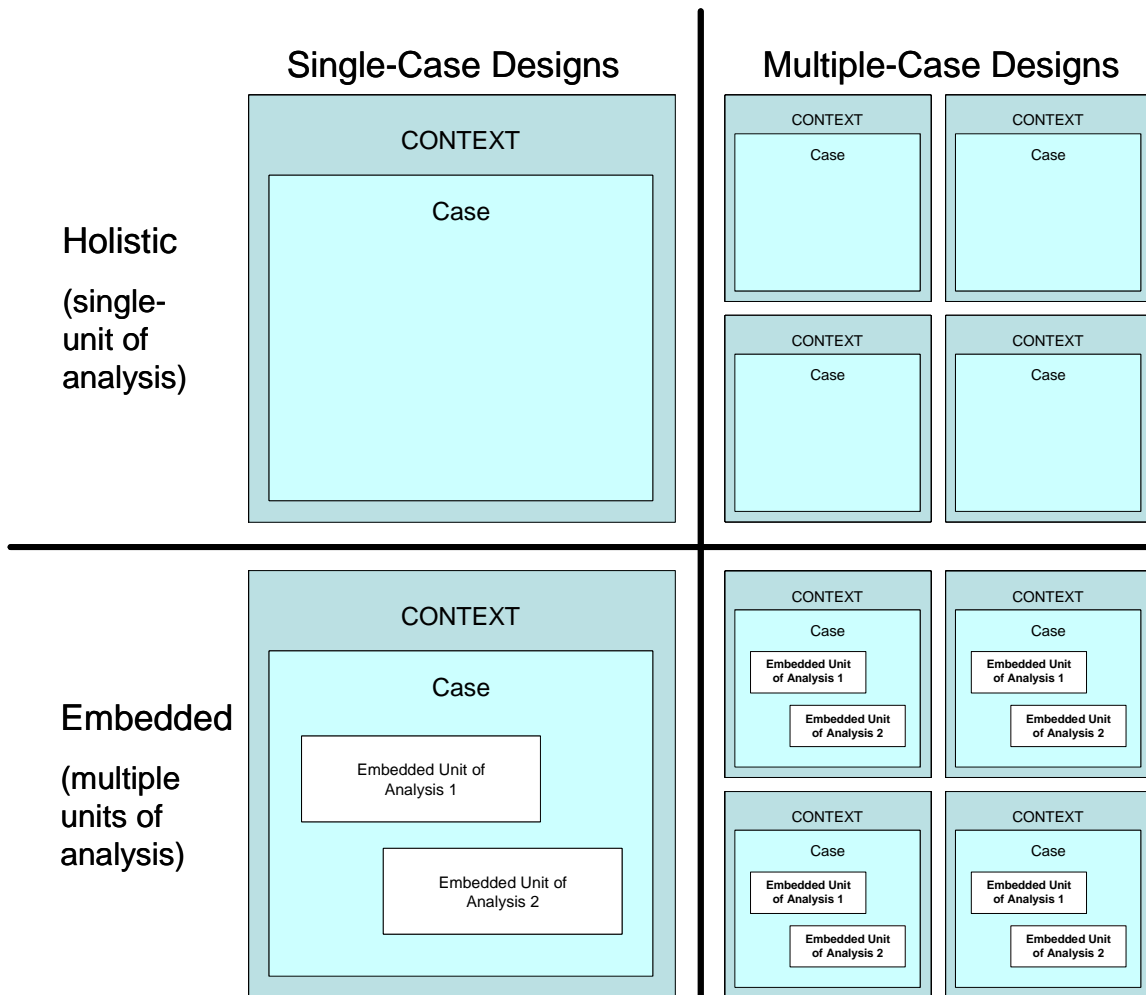 Single-Case Designs
Multiple-Case Designs
Holistic
(single-
unit of
analysis)
CONTEXT
Case
CONTEXT
Case
CONTEXT
Case
CONTEXT
Case
CONTEXT
Case
Embedded
(multiple
units of
analysis)
CONTEXT
Case
Embedded Unit of
Analysis 1
Embedded Unit of
Analysis 2
CONTEXT
Case
Embedded Unit
of Analysis 1
Embedded Unit
of Analysis 2
CONTEXT
Case
Embedded Unit
of Analysis 1
Embedded Unit
of Analysis 2
CONTEXT
Case
Embedded Unit
of Analysis 1
Embedded Unit
of Analysis 2
CONTEXT
Case
Embedded Unit
of Analysis 1
Embedded Unit
of Analysis 2